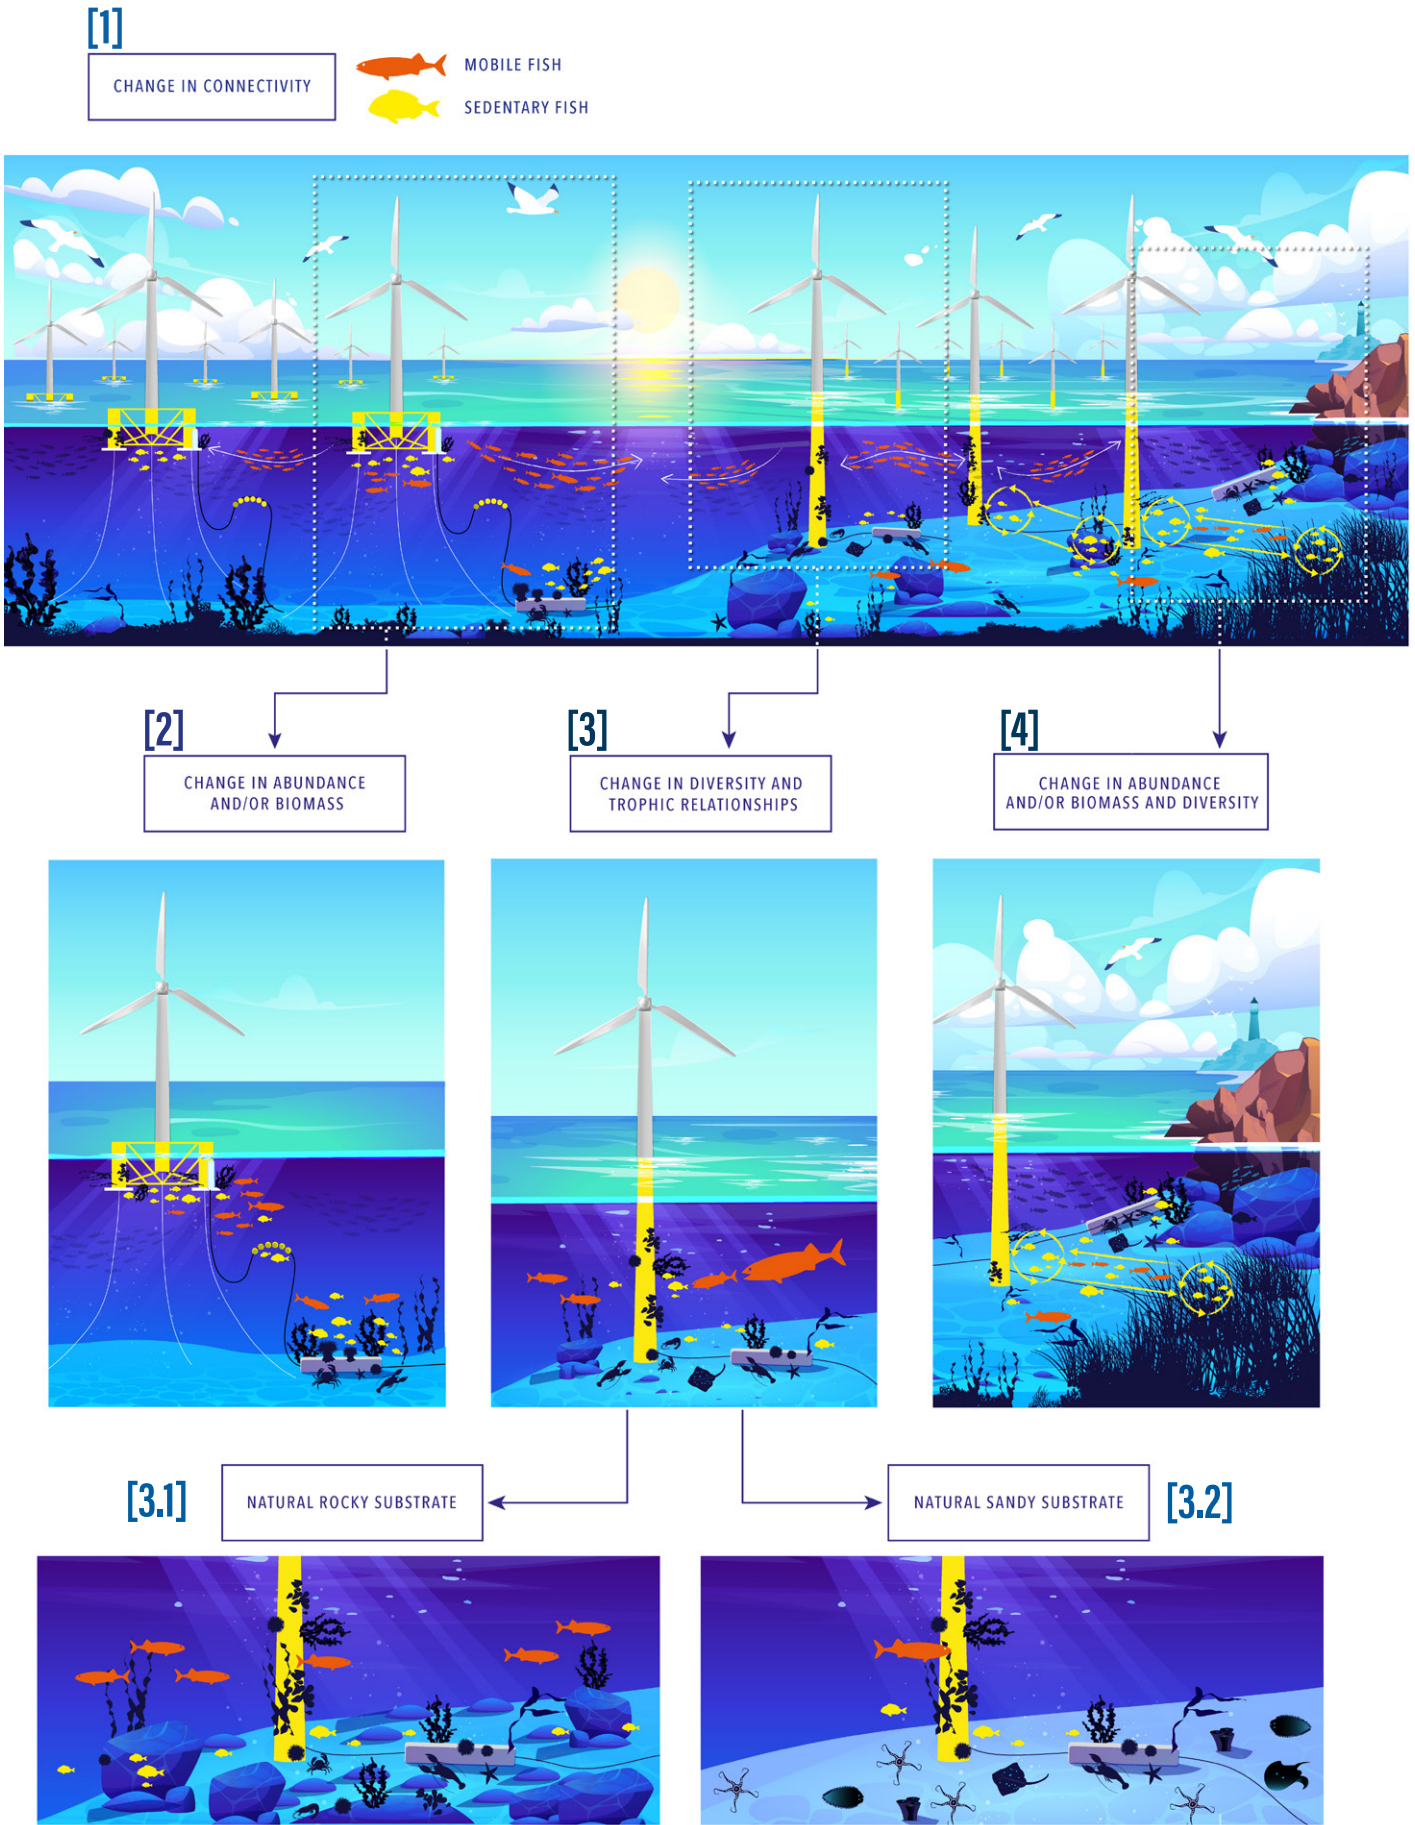 [1]
CHANGE IN CONNECTIVITY
MOBILE FISH
SEDENTARY FISH
[2]
CHANGE IN ABUNDANCE
AND/OR BIOMASS
[3]
CHANGE IN DIVERSITY AND
TROPHIC RELATIONSHIPS
[4]
CHANGE IN ABUNDANCE
AND/OR BIOMASS AND DIVERSITY
[3.1]
NATURAL ROCKY SUBSTRATE
NATURAL SANDY SUBSTRATE
[3.2]